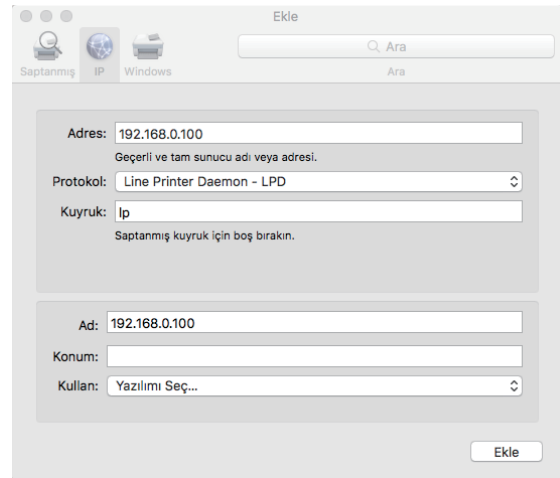 Ekle
Ara
Saptanmış IP Windows Ara
Adres: 192.168.0.100
Geçerli ve tam sunucu adı veya adresi.
Protokol: Line Printer Daemon - LPD
Kuyruk: lp
Saptanmış kuyruk için boş bırakın.
Ad: 192.168.0.100
Konum:
Kullan: Yazılımı Seç...
Ekle